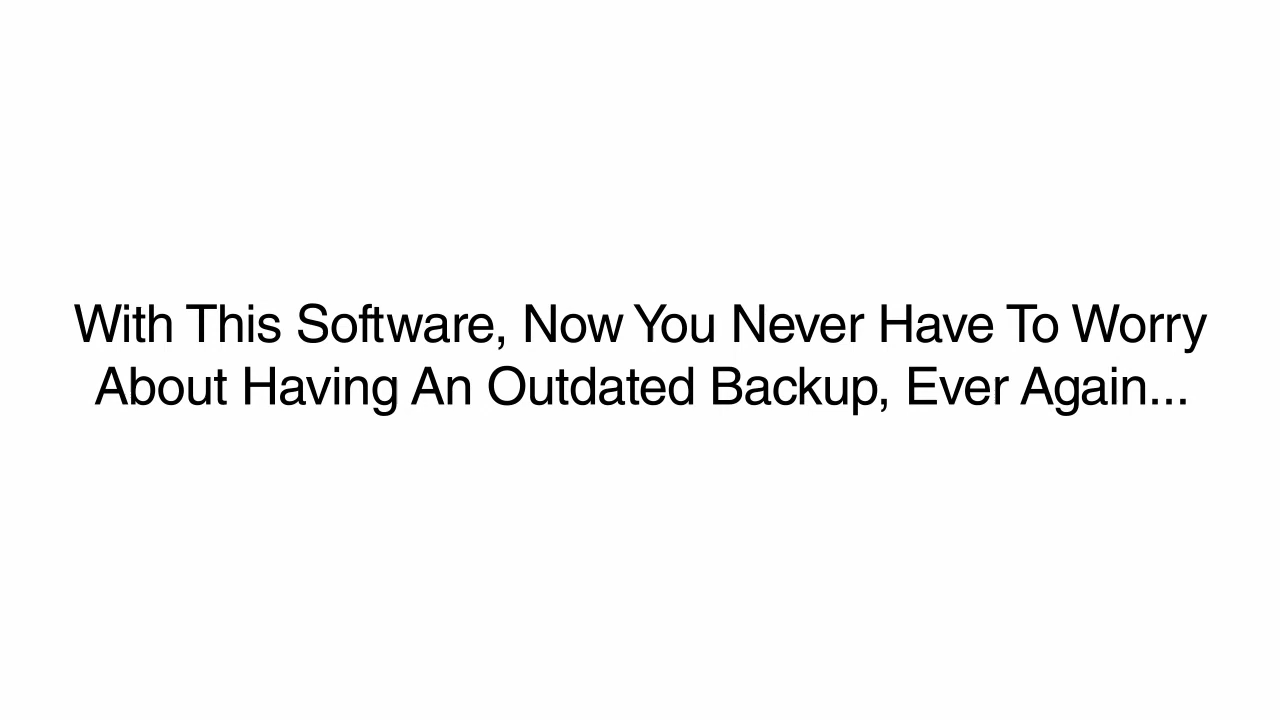 With This Software, Now You Never Have To Worry
About Having An Outdated Backup, Ever Again...